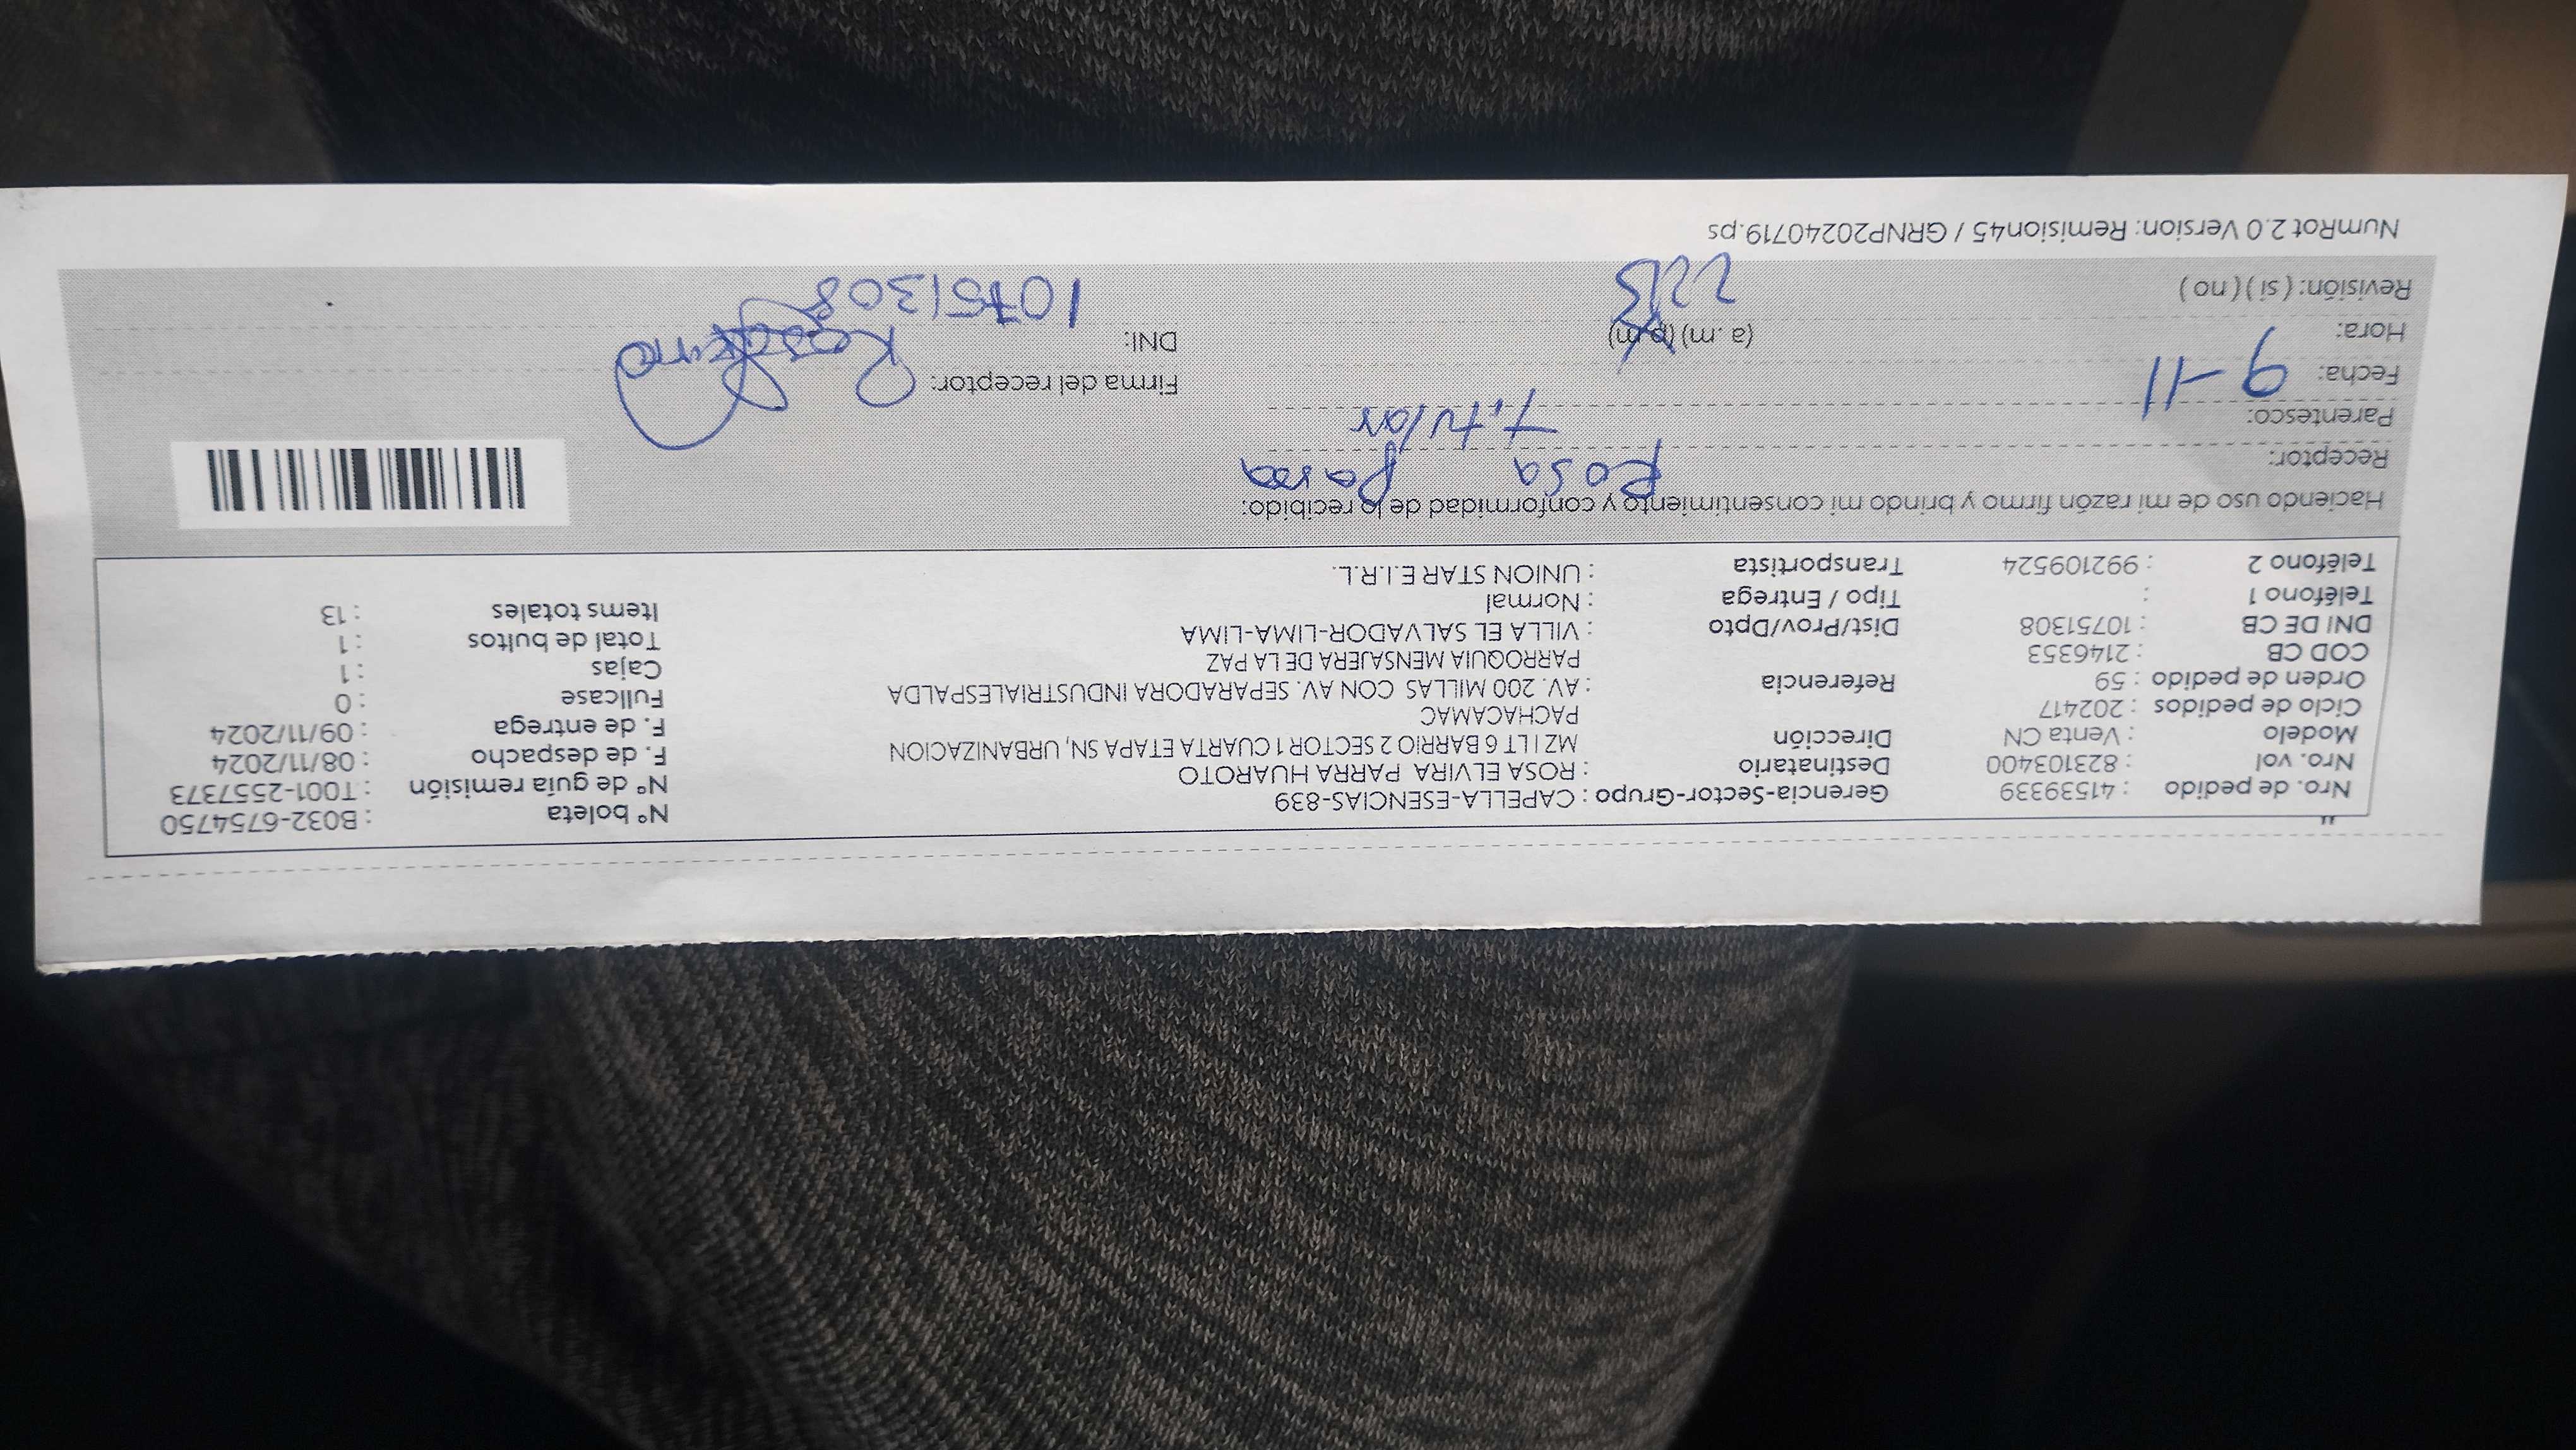 Nro. de pedido : 41539339 Gerencia-Sector-Grupo : CAPELLA-ESENCIAS-839 N° boleta : B032-6754750
Nro. vol : 823103400 Destinatario : ROSA ELVIRA PARRA HUAROTO N° de guía remisión : T001-2557373
Modelo : Venta CN Dirección MZ I LT 6 BARRIO 2 SECTOR 1 CUARTA ETAPA SN, URBANIZACION F. de despacho : 08/11/2024
Ciclo de pedidos : 202417 PACHACAMAC F. de entrega : 09/11/2024
Orden de pedido : 59 Referencia : AV. 200 MILLAS CON AV. SEPARADORA INDUSTRIALESPALDA Fullcase : 0
COD CB : 2146353 PARROQUIA MENSAJERA DE LA PAZ Cajas : 1
DNI DE CB : 10751308 Dist/Prov/Dpto : VILLA EL SALVADOR-LIMA-LIMA Total de bultos : 1
Teléfono 1 : Tipo / Entrega : Normal Items totales : 13
Teléfono 2 : 992109524 Transportista : UNION STAR E.I.R.L.
Haciendo uso de mi razón firmo y brindo mi consentimiento y conformidad de lo recibido:
Receptor: Rosa Parra
Parentesco: Titular
Fecha: 9-11 Firma del receptor:
Hora: (a. m) (p m) DNI: 10751308
Revisión: ( si ) ( no )
NumRot 2.0 Version: Remision45 / GRNP20240719.ps